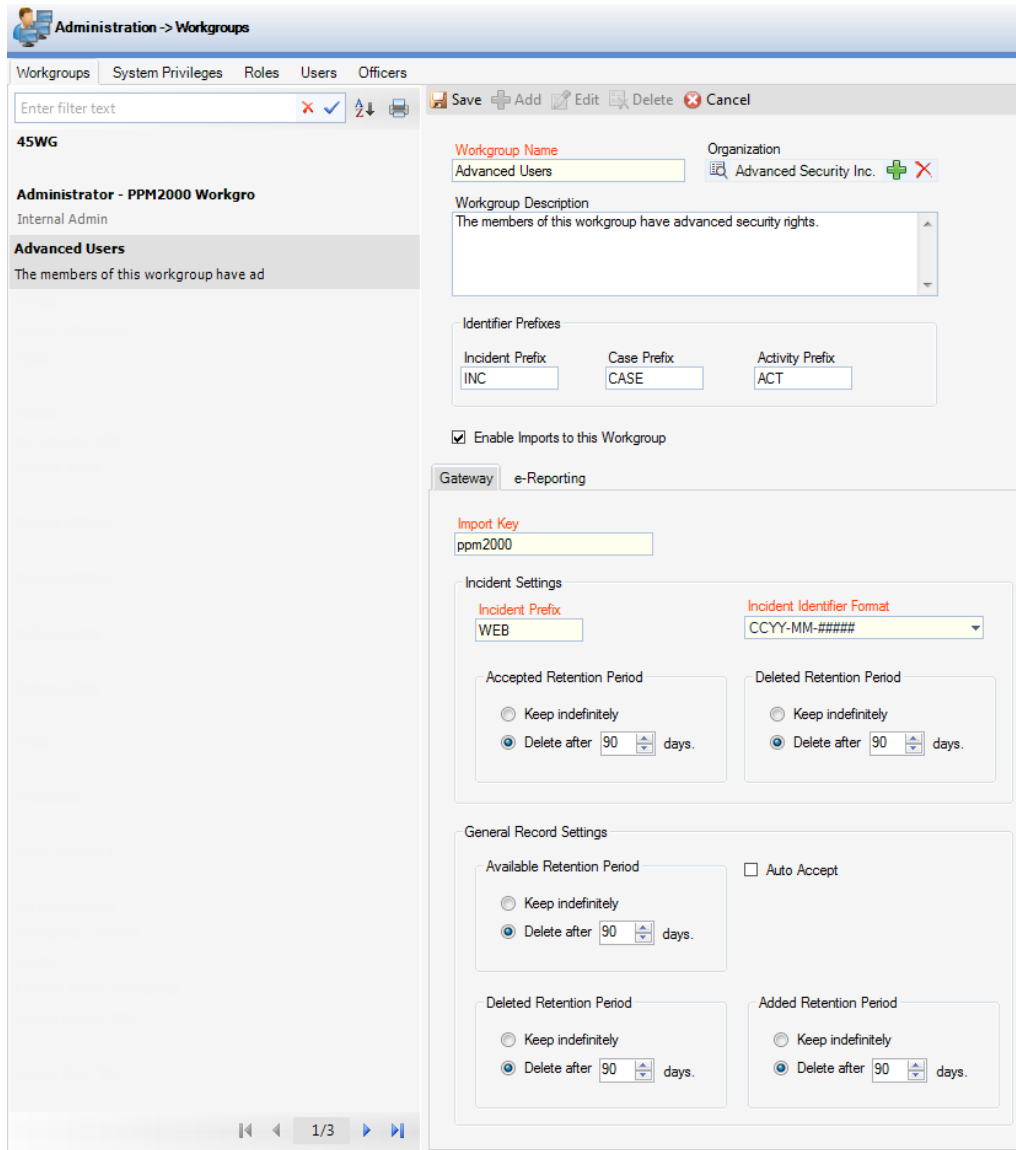 Administration -> Workgroups
Workgroups System Privileges Roles Users Officers
Enter filter text
Save Add Edit Delete Cancel
45WG
Workgroup Name Organization
Advanced Users Advanced Security Inc.
Administrator - PPM2000 Workgro
Internal Admin
Workgroup Description
The members of this workgroup have advanced security rights.
Advanced Users
The members of this workgroup have ad
Identifier Prefixes
Incident Prefix Case Prefix Activity Prefix
INC CASE ACT
Enable Imports to this Workgroup
Gateway e-Reporting
Import Key
ppm2000
Incident Settings
Incident Prefix Incident Identifier Format
WEB CCYY-MM-#####
Accepted Retention Period Deleted Retention Period
Keep indefinitely Keep indefinitely
Delete after 90 days. Delete after 90 days.
General Record Settings
Available Retention Period Auto Accept
Keep indefinitely
Delete after 90 days.
Deleted Retention Period Added Retention Period
Keep indefinitely Keep indefinitely
Delete after 90 days. Delete after 90 days.
1/3